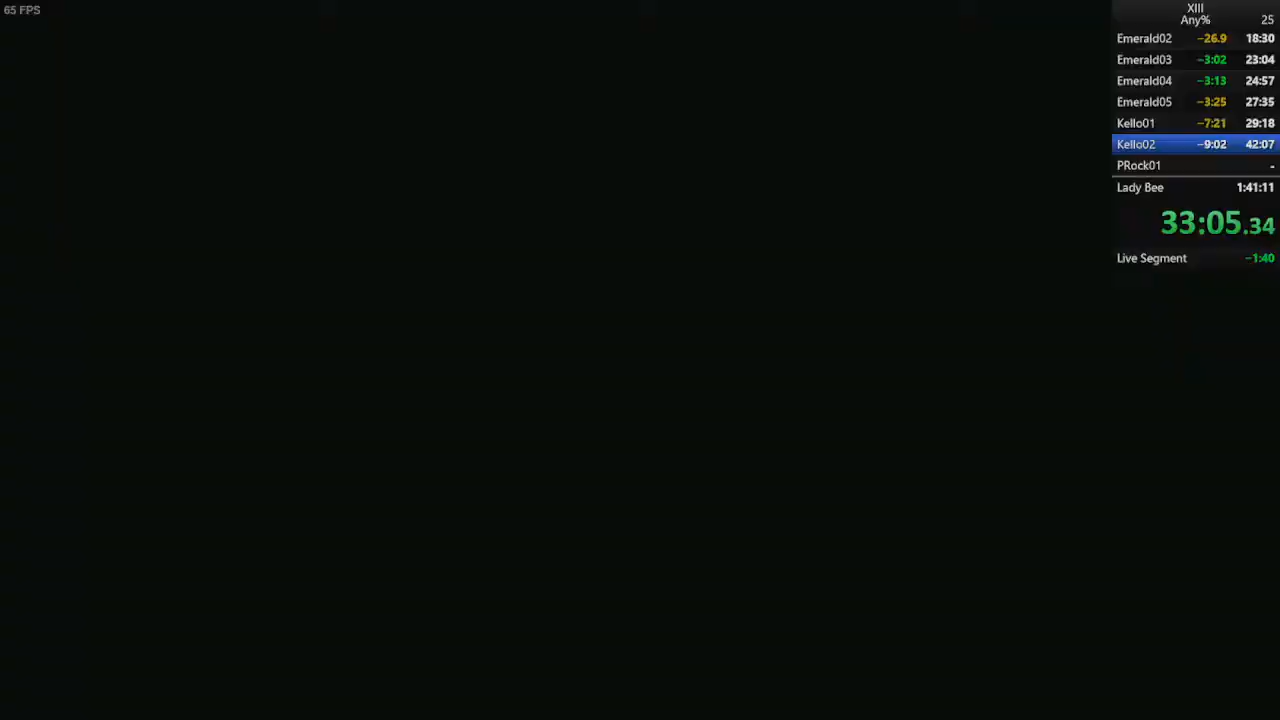 65 FPS
XIII
Any% 25
Emerald02 −26.9 18:30
Emerald03 −3:02 23:04
Emerald04 −3:13 24:57
Emerald05 −3:25 27:35
Kello01 −7:21 29:18
Kello02 −9:02 42:07
PRock01 -
Lady Bee 1:41:11
33:05.34
Live Segment −1:40